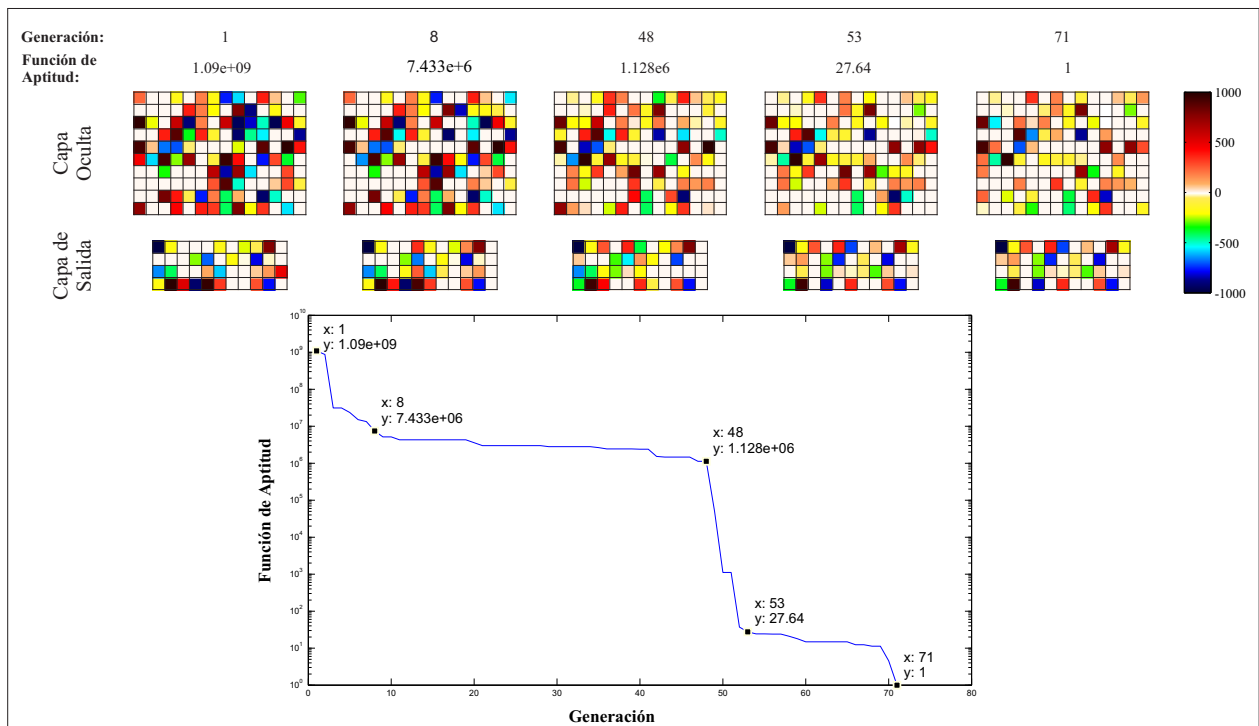 Generación: 1 8 48 53 71
Función de
Aptitud: 1.09e+09 7.433e+6 1.128e6 27.64 1
Capa
Oculta
1000
500
0
-500
-1000
Capa de
Salida
Función de Aptitud
10^10
10^9
10^8
10^7
10^6
10^5
10^4
10^3
10^2
10^1
10^0
x: 1
y: 1.09e+09
x: 8
y: 7.433e+06
x: 48
y: 1.128e+06
x: 53
y: 27.64
x: 71
y: 1
0 10 20 30 40 50 60 70 80
Generación